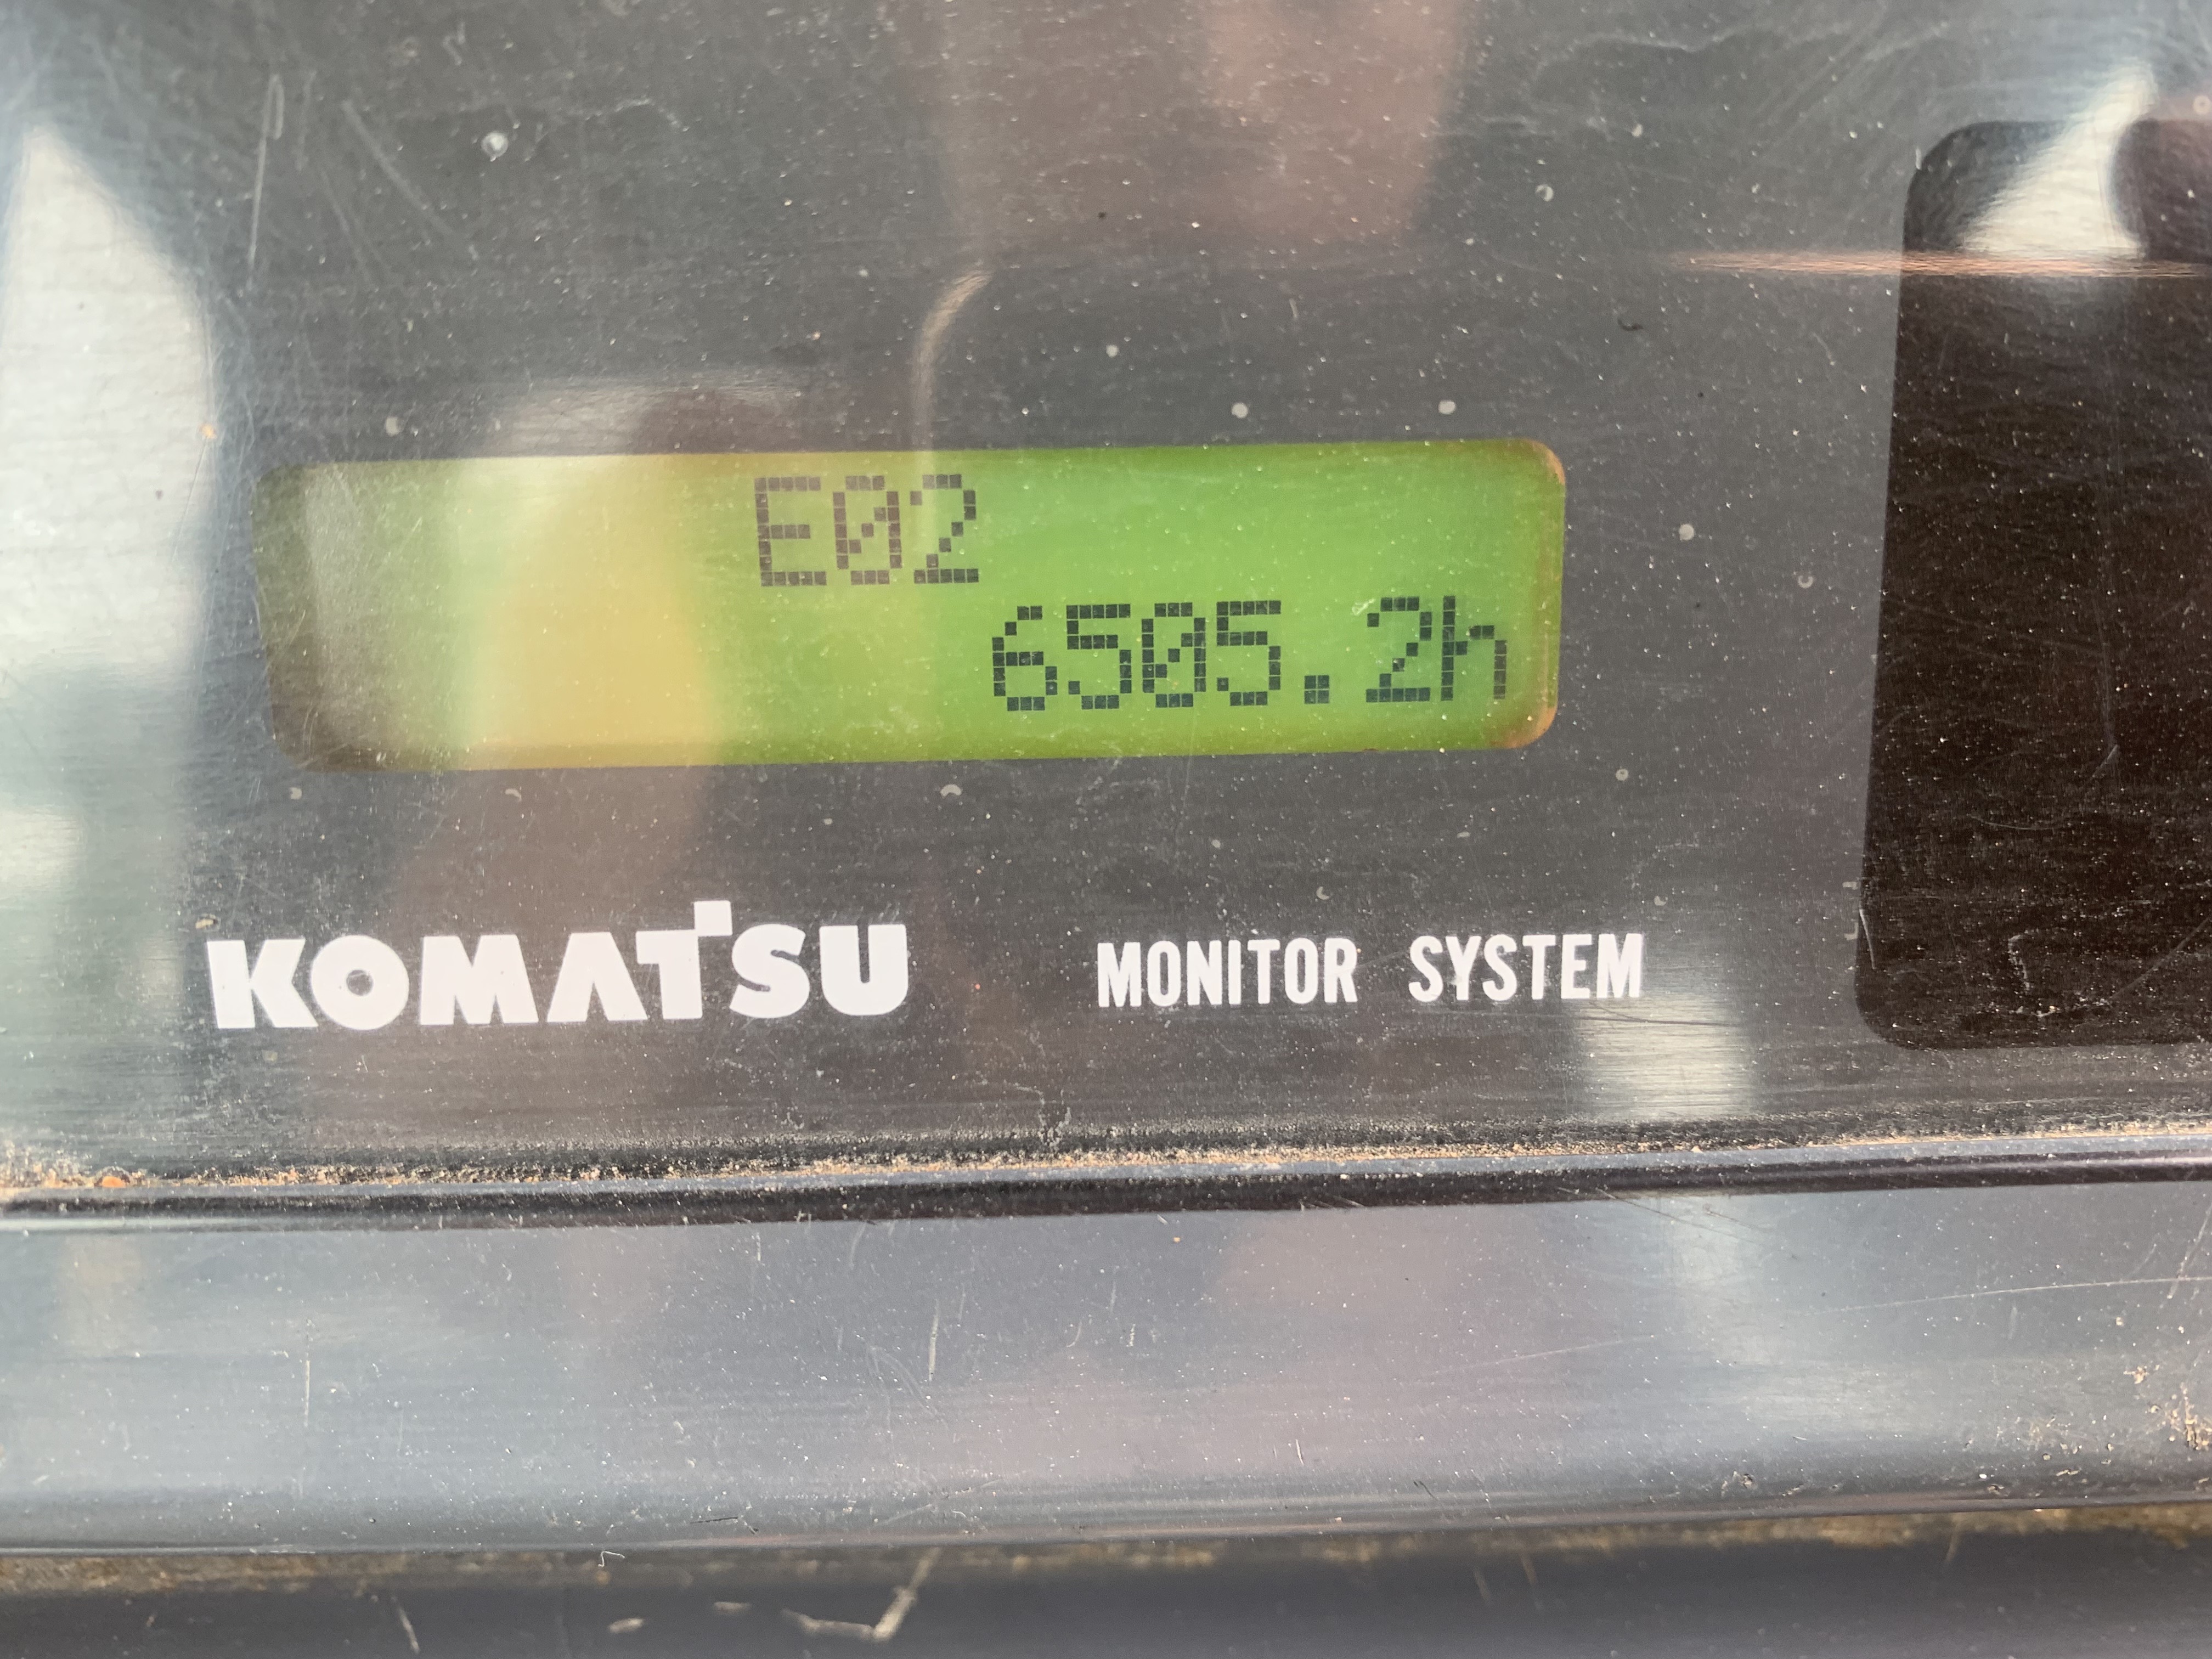 E02
6505.2h
KOMATSU MONITOR SYSTEM